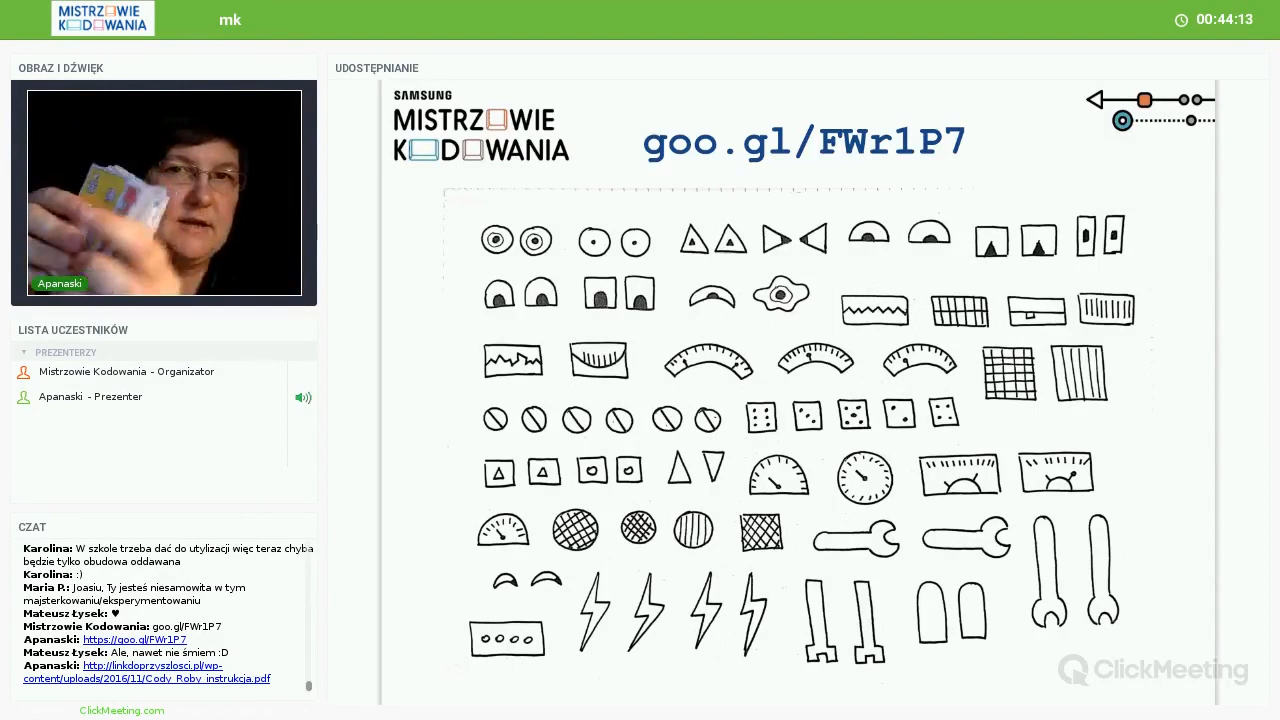 MISTRZOWIE
KODOWANIA
mk
00:44:13
OBRAZ I DŹWIĘK
Apanaski
LISTA UCZESTNIKÓW
PREZENTERZY
Mistrzowie Kodowania - Organizator
Apanaski - Prezenter
CZAT
Karolina: W szkole trzeba dać do utylizacji więc teraz chyba
będzie tylko obudowa oddawana
Karolina: :)
Maria P.: Joasiu, Ty jesteś niesamowita w tym
majsterkowaniu/eksperymentowaniu
Mateusz Łysek: ♥
Mistrzowie Kodowania: goo.gl/FWr1P7
Apanaski: https://goo.gl/FWr1P7
Mateusz Łysek: Ale, nawet nie śmiem :D
Apanaski: http://linkdoprzyszlosci.pl/wp-
content/uploads/2016/11/Cody_Roby_instrukcja.pdf
ClickMeeting.com
UDOSTĘPNIANIE
SAMSUNG
MISTRZOWIE
KODOWANIA
goo.gl/FWr1P7
ClickMeeting